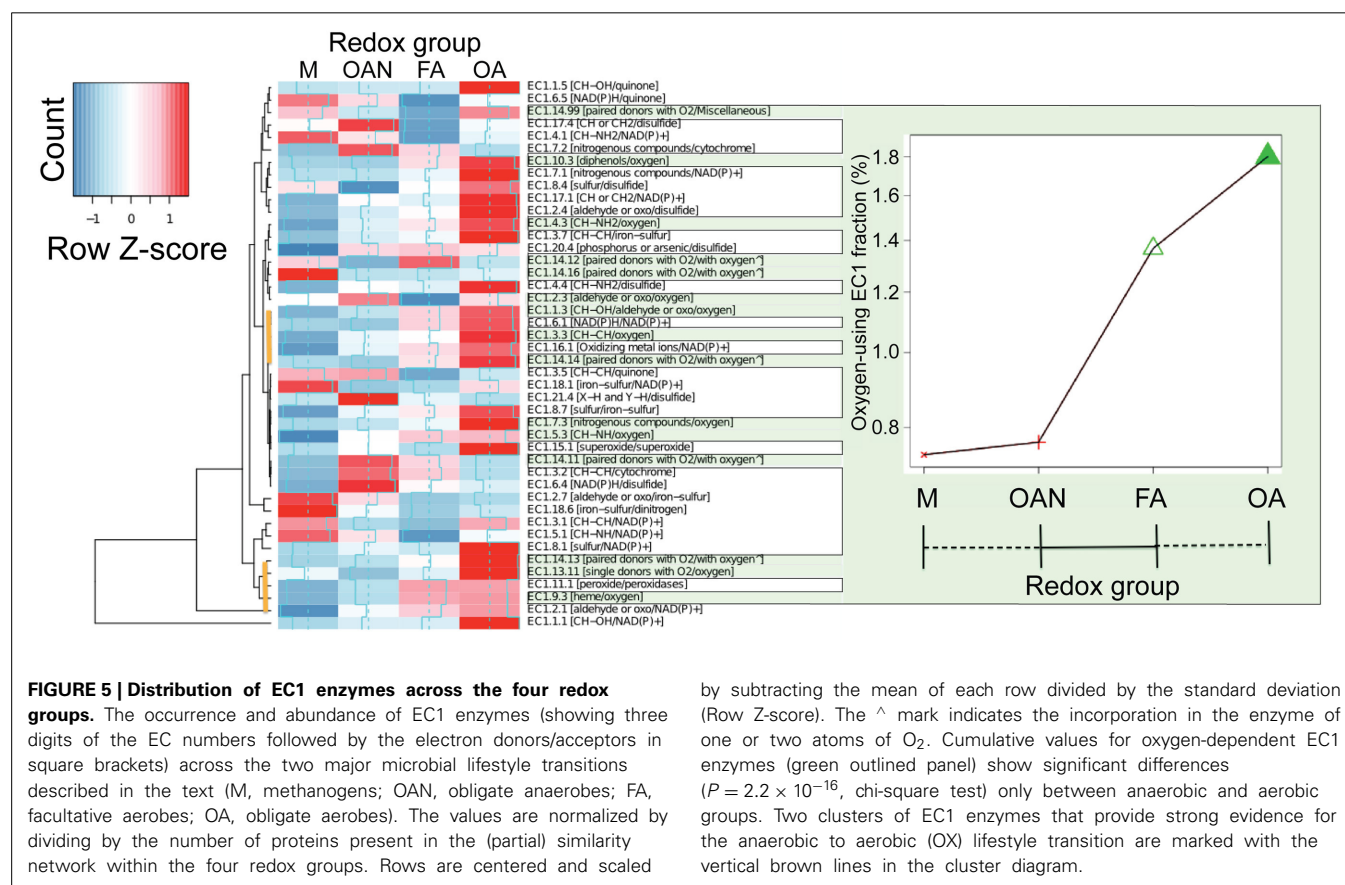 Redox group
M OAN FA OA
Count
−1 0 1
Row Z-score
EC1.1.5 [CH−OH/quinone]
EC1.6.5 [NAD(P)H/quinone]
EC1.14.99 [paired donors with O2/Miscellaneous]
EC1.17.4 [CH or CH2/disulfide]
EC1.4.1 [CH−NH2/NAD(P)+]
EC1.7.2 [nitrogenous compounds/cytochrome]
EC1.10.3 [diphenols/oxygen]
EC1.7.1 [nitrogenous compounds/NAD(P)+]
EC1.8.4 [sulfur/disulfide]
EC1.17.1 [CH or CH2/NAD(P)+]
EC1.2.4 [aldehyde or oxo/disulfide]
EC1.4.3 [CH−NH2/oxygen]
EC1.3.7 [CH−CH/iron−sulfur]
EC1.20.4 [phosphorus or arsenic/disulfide]
EC1.14.12 [paired donors with O2/with oxygen^]
EC1.14.16 [paired donors with O2/with oxygen^]
EC1.4.4 [CH−NH2/disulfide]
EC1.2.3 [aldehyde or oxo/oxygen]
EC1.1.3 [CH−OH/aldehyde or oxo/oxygen]
EC1.6.1 [NAD(P)H/NAD(P)+]
EC1.3.3 [CH−CH/oxygen]
EC1.16.1 [Oxidizing metal ions/NAD(P)+]
EC1.14.14 [paired donors with O2/with oxygen^]
EC1.3.5 [CH−CH/quinone]
EC1.18.1 [iron−sulfur/NAD(P)+]
EC1.21.4 [X−H and Y−H/disulfide]
EC1.8.7 [sulfur/iron−sulfur]
EC1.7.3 [nitrogenous compounds/oxygen]
EC1.5.3 [CH−NH/oxygen]
EC1.15.1 [superoxide/superoxide]
EC1.14.11 [paired donors with O2/with oxygen^]
EC1.3.2 [CH−CH/cytochrome]
EC1.6.4 [NAD(P)H/disulfide]
EC1.2.7 [aldehyde or oxo/iron−sulfur]
EC1.18.6 [iron−sulfur/dinitrogen]
EC1.3.1 [CH−CH/NAD(P)+]
EC1.5.1 [CH−NH/NAD(P)+]
EC1.8.1 [sulfur/NAD(P)+]
EC1.14.13 [paired donors with O2/with oxygen^]
EC1.13.11 [single donors with O2/oxygen]
EC1.11.1 [peroxide/peroxidases]
EC1.9.3 [heme/oxygen]
EC1.2.1 [aldehyde or oxo/NAD(P)+]
EC1.1.1 [CH−OH/NAD(P)+]
Oxygen-using EC1 fraction (%)
1.8
1.6
1.4
1.2
1.0
0.8
M OAN FA OA
Redox group
FIGURE 5 | Distribution of EC1 enzymes across the four redox
groups. The occurrence and abundance of EC1 enzymes (showing three
digits of the EC numbers followed by the electron donors/acceptors in
square brackets) across the two major microbial lifestyle transitions
described in the text (M, methanogens; OAN, obligate anaerobes; FA,
facultative aerobes; OA, obligate aerobes). The values are normalized by
dividing by the number of proteins present in the (partial) similarity
network within the four redox groups. Rows are centered and scaled
by subtracting the mean of each row divided by the standard deviation
(Row Z-score). The ^ mark indicates the incorporation in the enzyme of
one or two atoms of O₂. Cumulative values for oxygen-dependent EC1
enzymes (green outlined panel) show significant differences
(P = 2.2 × 10⁻¹⁶, chi-square test) only between anaerobic and aerobic
groups. Two clusters of EC1 enzymes that provide strong evidence for
the anaerobic to aerobic (OX) lifestyle transition are marked with the
vertical brown lines in the cluster diagram.